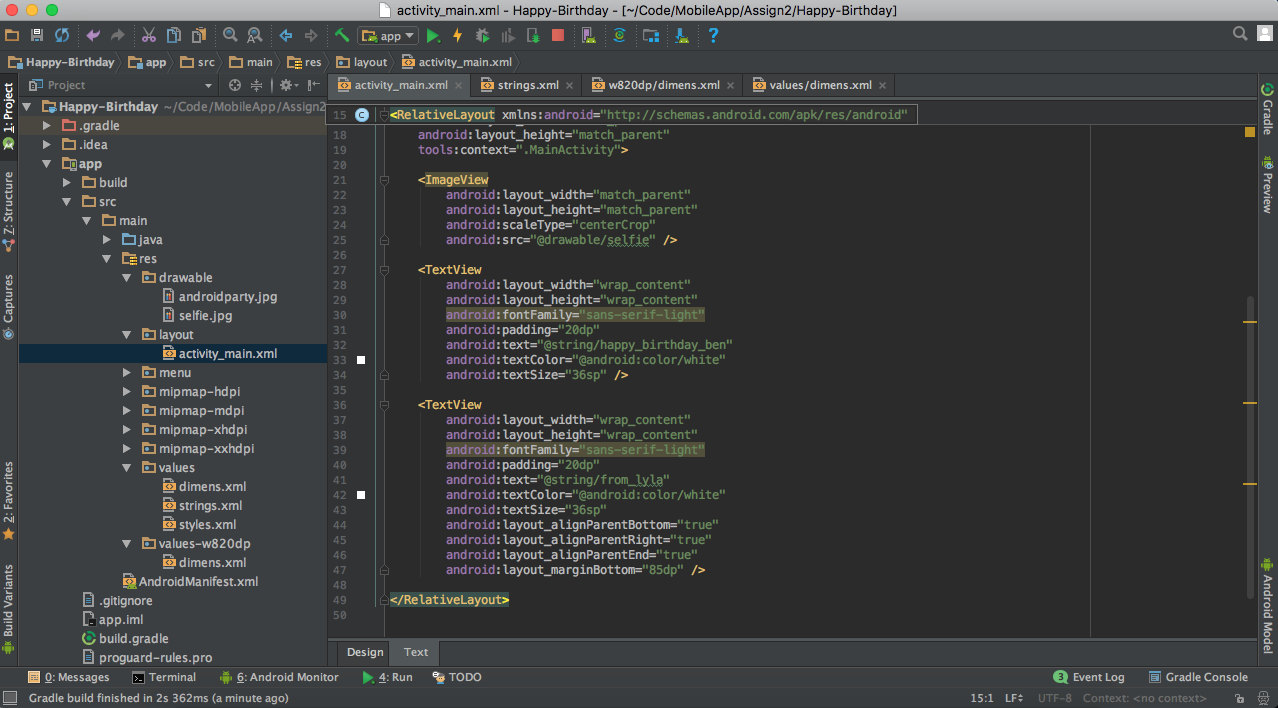 activity_main.xml - Happy-Birthday - [~/Code/MobileApp/Assign2/Happy-Birthday]
app
Happy-Birthday app src main res layout activity_main.xml
Project
activity_main.xml strings.xml w820dp/dimens.xml values/dimens.xml
1: Project
Z: Structure
Captures
2: Favorites
Build Variants
Happy-Birthday ~/Code/MobileApp/Assign2
.gradle
.idea
app
build
src
main
java
res
drawable
androidparty.jpg
selfie.jpg
layout
activity_main.xml
menu
mipmap-hdpi
mipmap-mdpi
mipmap-xhdpi
mipmap-xxhdpi
values
dimens.xml
strings.xml
styles.xml
values-w820dp
dimens.xml
AndroidManifest.xml
.gitignore
app.iml
build.gradle
proguard-rules.pro
15 C <RelativeLayout xmlns:android="http://schemas.android.com/apk/res/android"
18 android:layout_height="match_parent"
19 tools:context=".MainActivity">
20
21 <ImageView
22 android:layout_width="match_parent"
23 android:layout_height="match_parent"
24 android:scaleType="centerCrop"
25 android:src="@drawable/selfie" />
26
27 <TextView
28 android:layout_width="wrap_content"
29 android:layout_height="wrap_content"
30 android:fontFamily="sans-serif-light"
31 android:padding="20dp"
32 android:text="@string/happy_birthday_ben"
33 android:textColor="@android:color/white"
34 android:textSize="36sp" />
35
36 <TextView
37 android:layout_width="wrap_content"
38 android:layout_height="wrap_content"
39 android:fontFamily="sans-serif-light"
40 android:padding="20dp"
41 android:text="@string/from_lyla"
42 android:textColor="@android:color/white"
43 android:textSize="36sp"
44 android:layout_alignParentBottom="true"
45 android:layout_alignParentRight="true"
46 android:layout_alignParentEnd="true"
47 android:layout_marginBottom="85dp" />
48
49 </RelativeLayout>
50
Design Text
Gradle
Preview
Android Model
0: Messages Terminal 6: Android Monitor 4: Run TODO 3 Event Log Gradle Console
Gradle build finished in 2s 362ms (a minute ago) 15:1 LF UTF-8 Context: <no context>